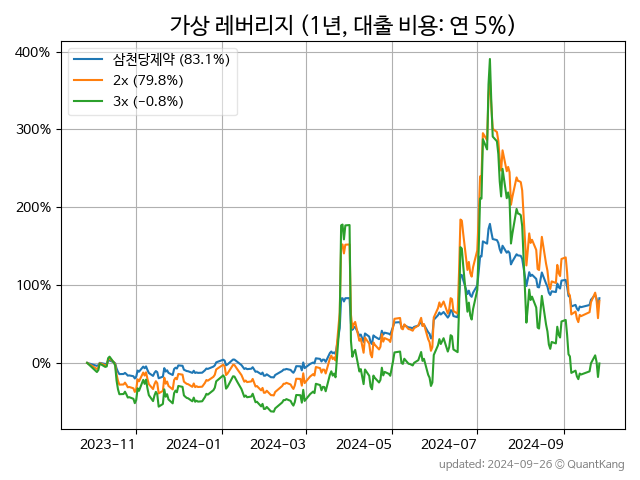 가상 레버리지 (1년, 대출 비용: 연 5%)
400%
300%
200%
100%
0%
삼천당제약 (83.1%)
2x (79.8%)
3x (-0.8%)
2023-11
2024-01
2024-03
2024-05
2024-07
2024-09
updated: 2024-09-26 © QuantKang